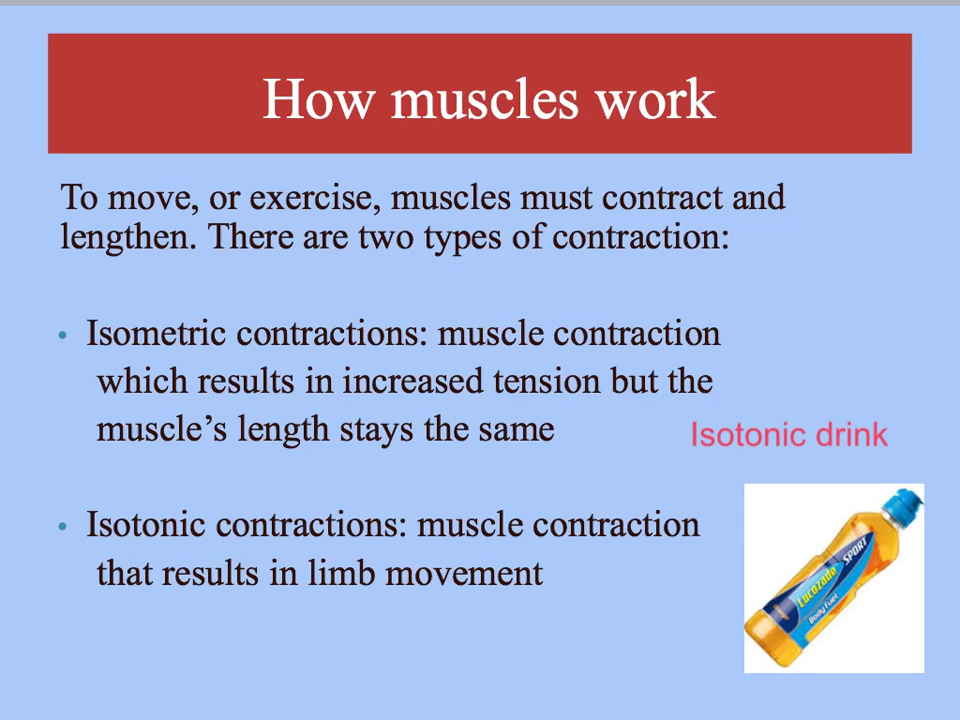 How muscles work
To move, or exercise, muscles must contract and
lengthen. There are two types of contraction:
• Isometric contractions: muscle contraction
which results in increased tension but the
muscle’s length stays the same
Isotonic drink
• Isotonic contractions: muscle contraction
that results in limb movement
Lucozade SPORT
Body Fuel